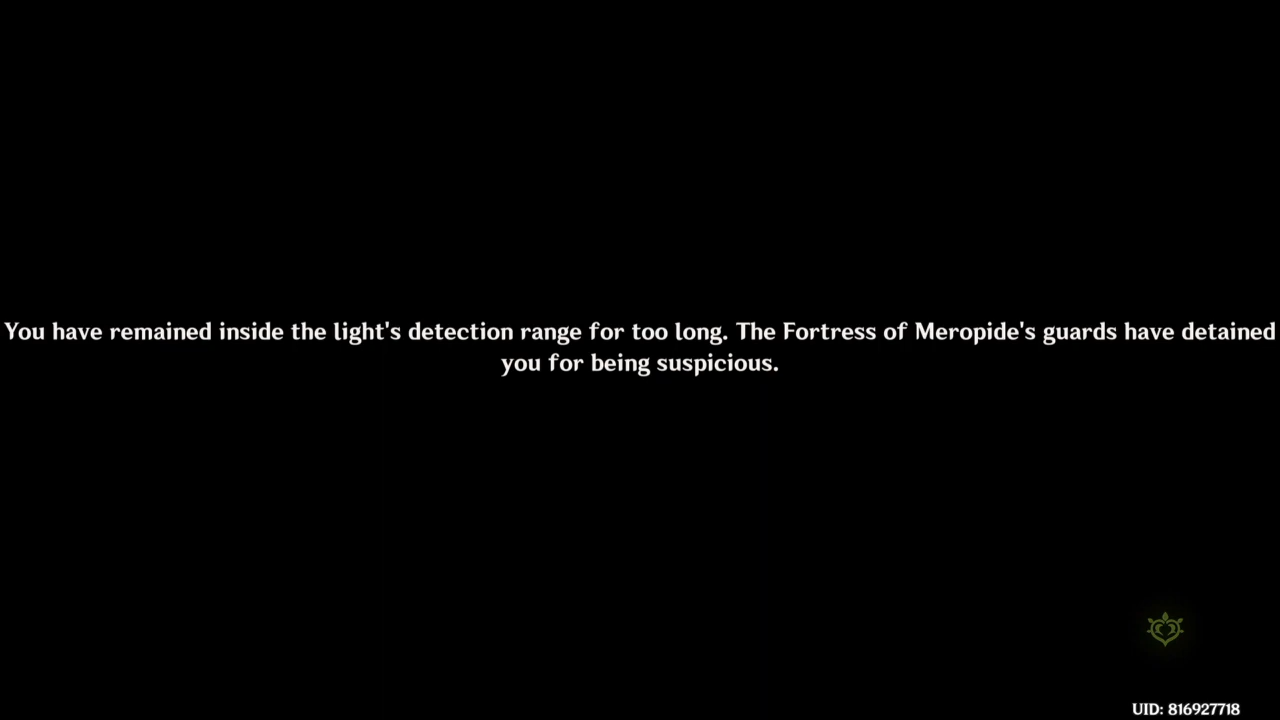 You have remained inside the light's detection range for too long. The Fortress of Meropide's guards have detained
you for being suspicious.
UID: 816927718